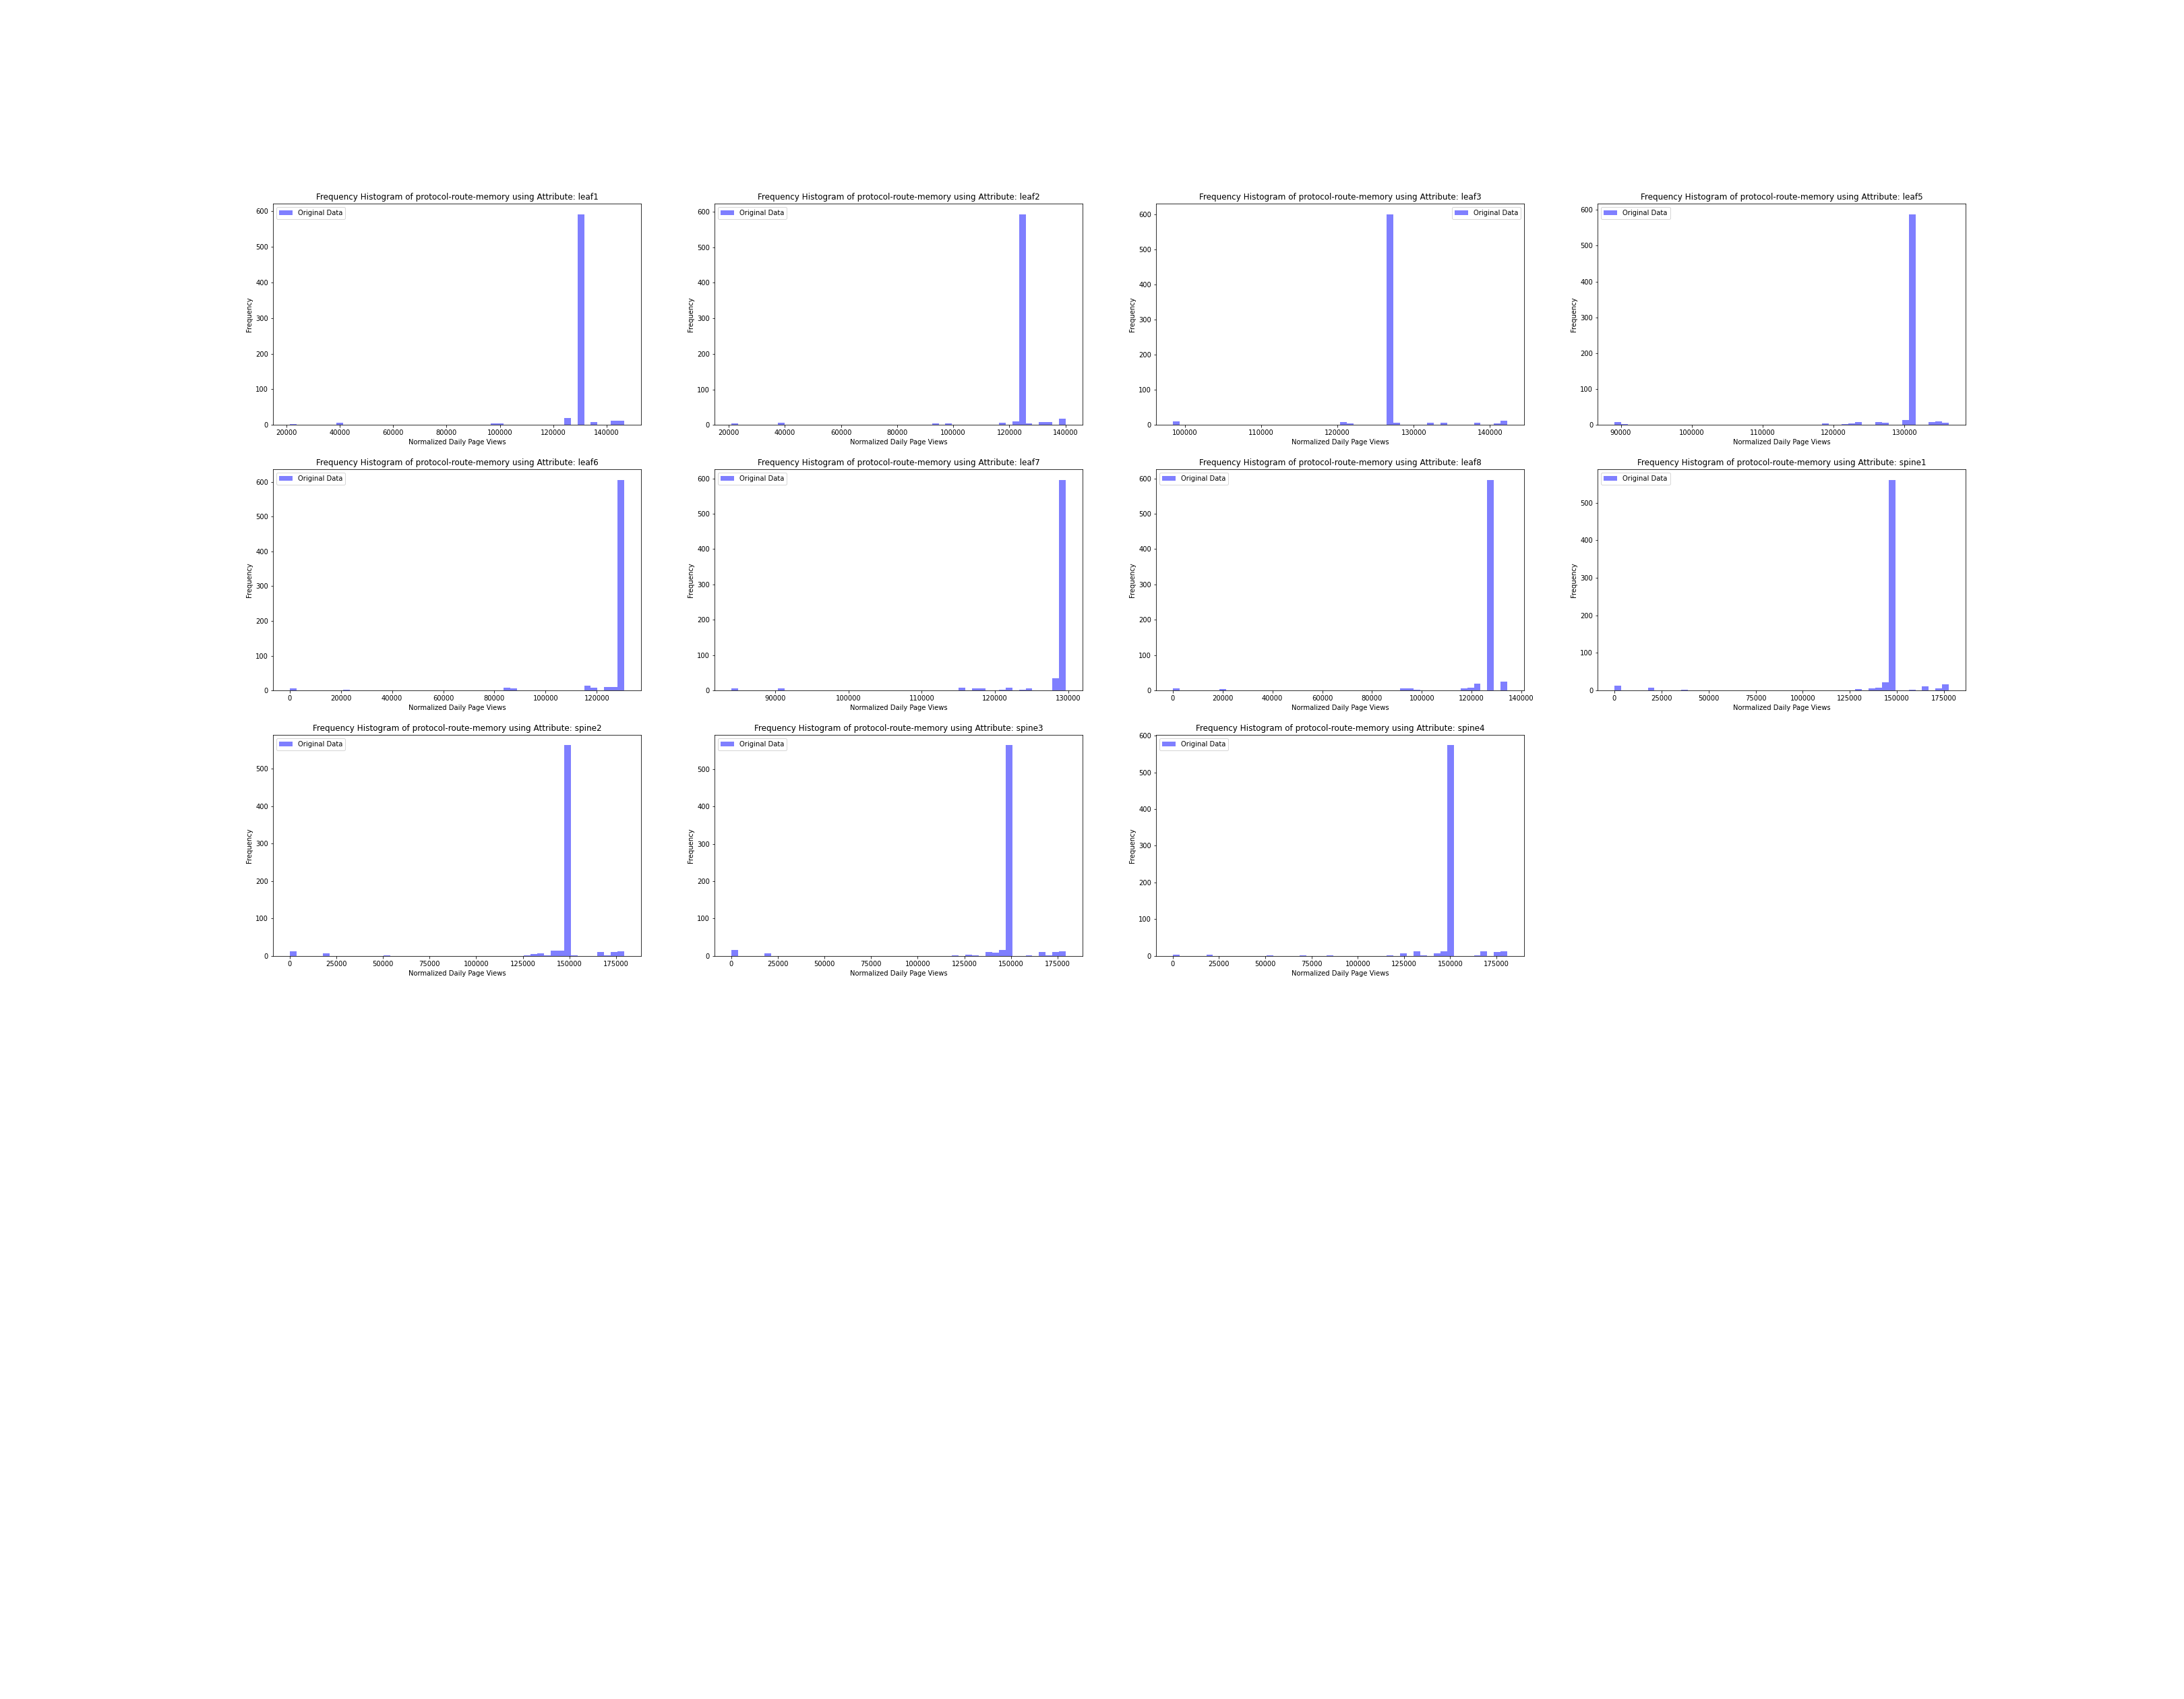 Frequency Histogram of protocol-route-memory using Attribute: leaf1
Original Data
Frequency
600
500
400
300
200
100
0
20000 40000 60000 80000 100000 120000 140000
Normalized Daily Page Views
Frequency Histogram of protocol-route-memory using Attribute: leaf2
Original Data
Frequency
600
500
400
300
200
100
0
20000 40000 60000 80000 100000 120000 140000
Normalized Daily Page Views
Frequency Histogram of protocol-route-memory using Attribute: leaf3
Original Data
Frequency
600
500
400
300
200
100
0
100000 110000 120000 130000 140000
Normalized Daily Page Views
Frequency Histogram of protocol-route-memory using Attribute: leaf5
Original Data
Frequency
600
500
400
300
200
100
0
90000 100000 110000 120000 130000
Normalized Daily Page Views
Frequency Histogram of protocol-route-memory using Attribute: leaf6
Original Data
Frequency
600
500
400
300
200
100
0
0 20000 40000 60000 80000 100000 120000
Normalized Daily Page Views
Frequency Histogram of protocol-route-memory using Attribute: leaf7
Original Data
Frequency
600
500
400
300
200
100
0
90000 100000 110000 120000 130000
Normalized Daily Page Views
Frequency Histogram of protocol-route-memory using Attribute: leaf8
Original Data
Frequency
600
500
400
300
200
100
0
0 20000 40000 60000 80000 100000 120000 140000
Normalized Daily Page Views
Frequency Histogram of protocol-route-memory using Attribute: spine1
Original Data
Frequency
500
400
300
200
100
0
0 25000 50000 75000 100000 125000 150000 175000
Normalized Daily Page Views
Frequency Histogram of protocol-route-memory using Attribute: spine2
Original Data
Frequency
500
400
300
200
100
0
0 25000 50000 75000 100000 125000 150000 175000
Normalized Daily Page Views
Frequency Histogram of protocol-route-memory using Attribute: spine3
Original Data
Frequency
500
400
300
200
100
0
0 25000 50000 75000 100000 125000 150000 175000
Normalized Daily Page Views
Frequency Histogram of protocol-route-memory using Attribute: spine4
Original Data
Frequency
600
500
400
300
200
100
0
0 25000 50000 75000 100000 125000 150000 175000
Normalized Daily Page Views